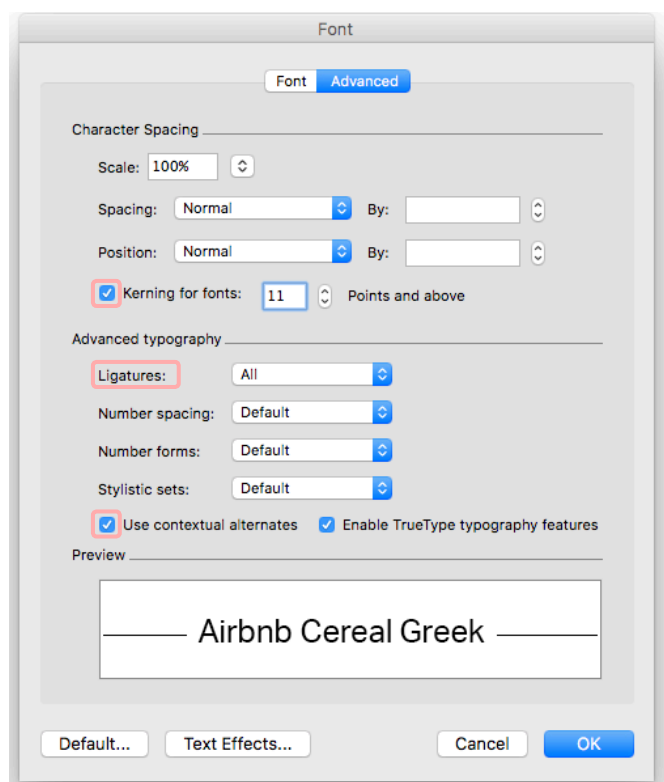 Font
Font Advanced
Character Spacing
Scale: 100%
Spacing: Normal By:
Position: Normal By:
Kerning for fonts: 11 Points and above
Advanced typography
Ligatures: All
Number spacing: Default
Number forms: Default
Stylistic sets: Default
Use contextual alternates Enable TrueType typography features
Preview
Airbnb Cereal Greek
Default... Text Effects... Cancel OK